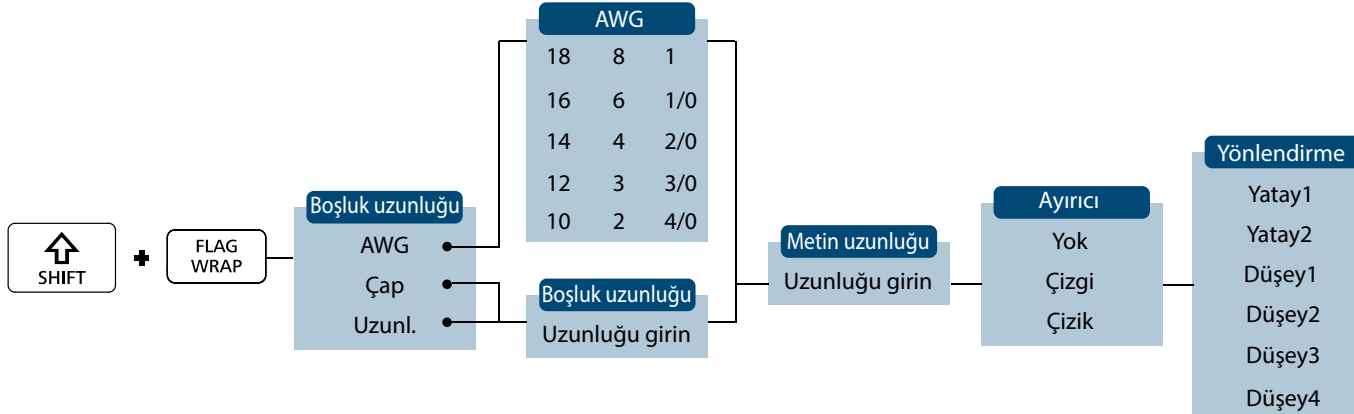 SHIFT
+
FLAG
WRAP
Boşluk uzunluğu
AWG
Çap
Uzunl.
AWG
18 8 1
16 6 1/0
14 4 2/0
12 3 3/0
10 2 4/0
Boşluk uzunluğu
Uzunluğu girin
Metin uzunluğu
Uzunluğu girin
Ayırıcı
Yok
Çizgi
Çizik
Yönlendirme
Yatay1
Yatay2
Düşey1
Düşey2
Düşey3
Düşey4